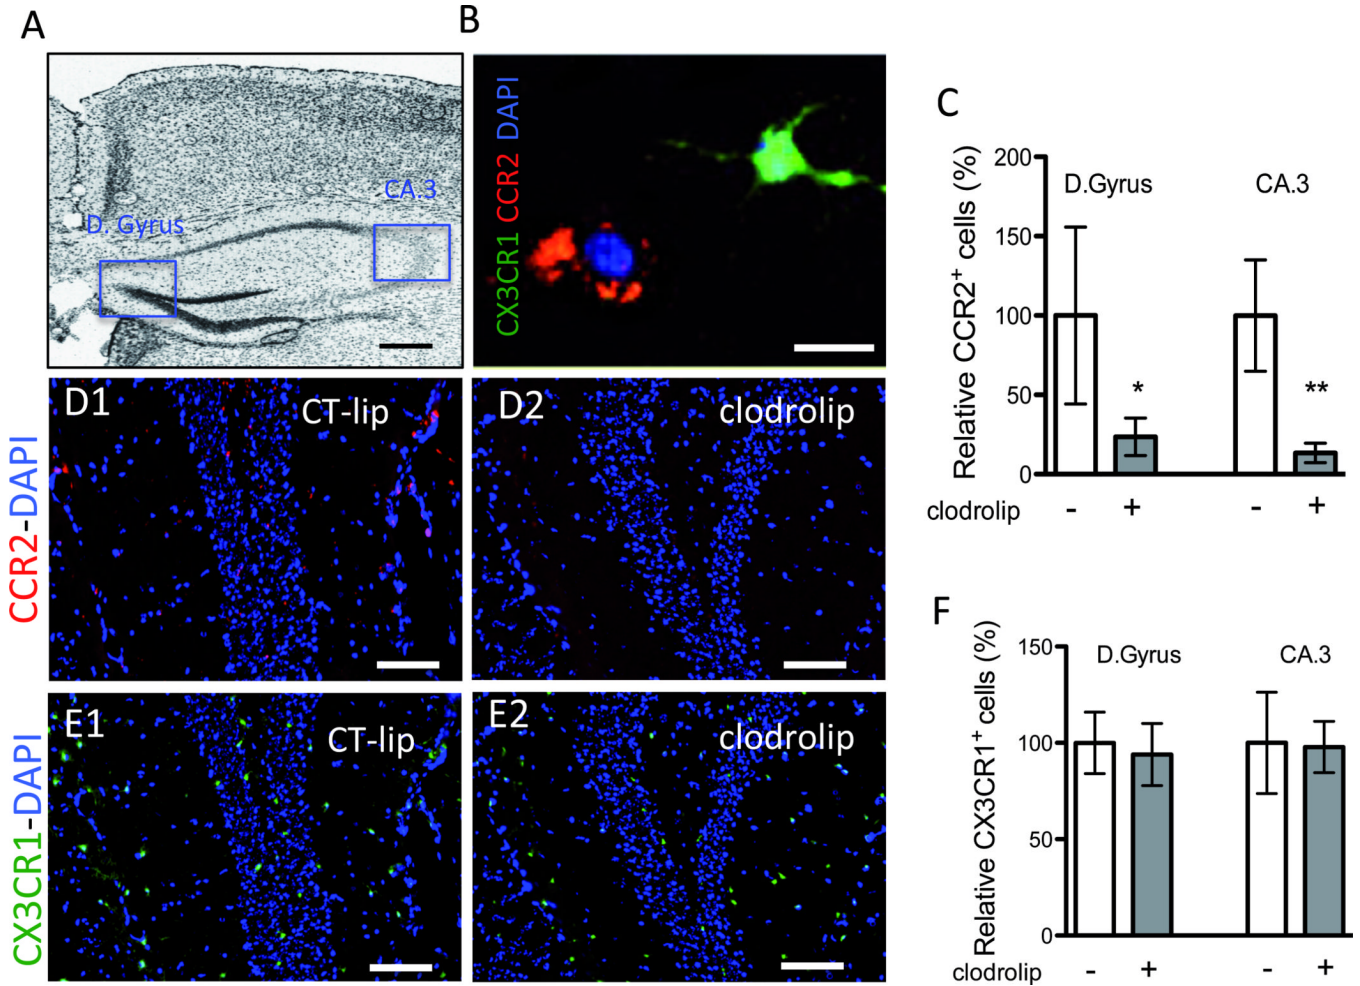 A
D. Gyrus
CA.3
B
CX3CR1 CCR2 DAPI
C
Relative CCR2+ cells (%)
200
150
100
50
0
D.Gyrus
CA.3
*
**
clodrolip
-
+
-
+
CCR2-DAPI
D1
CT-lip
D2
clodrolip
CX3CR1-DAPI
E1
CT-lip
E2
clodrolip
F
Relative CX3CR1+ cells (%)
150
100
50
0
D.Gyrus
CA.3
clodrolip
-
+
-
+